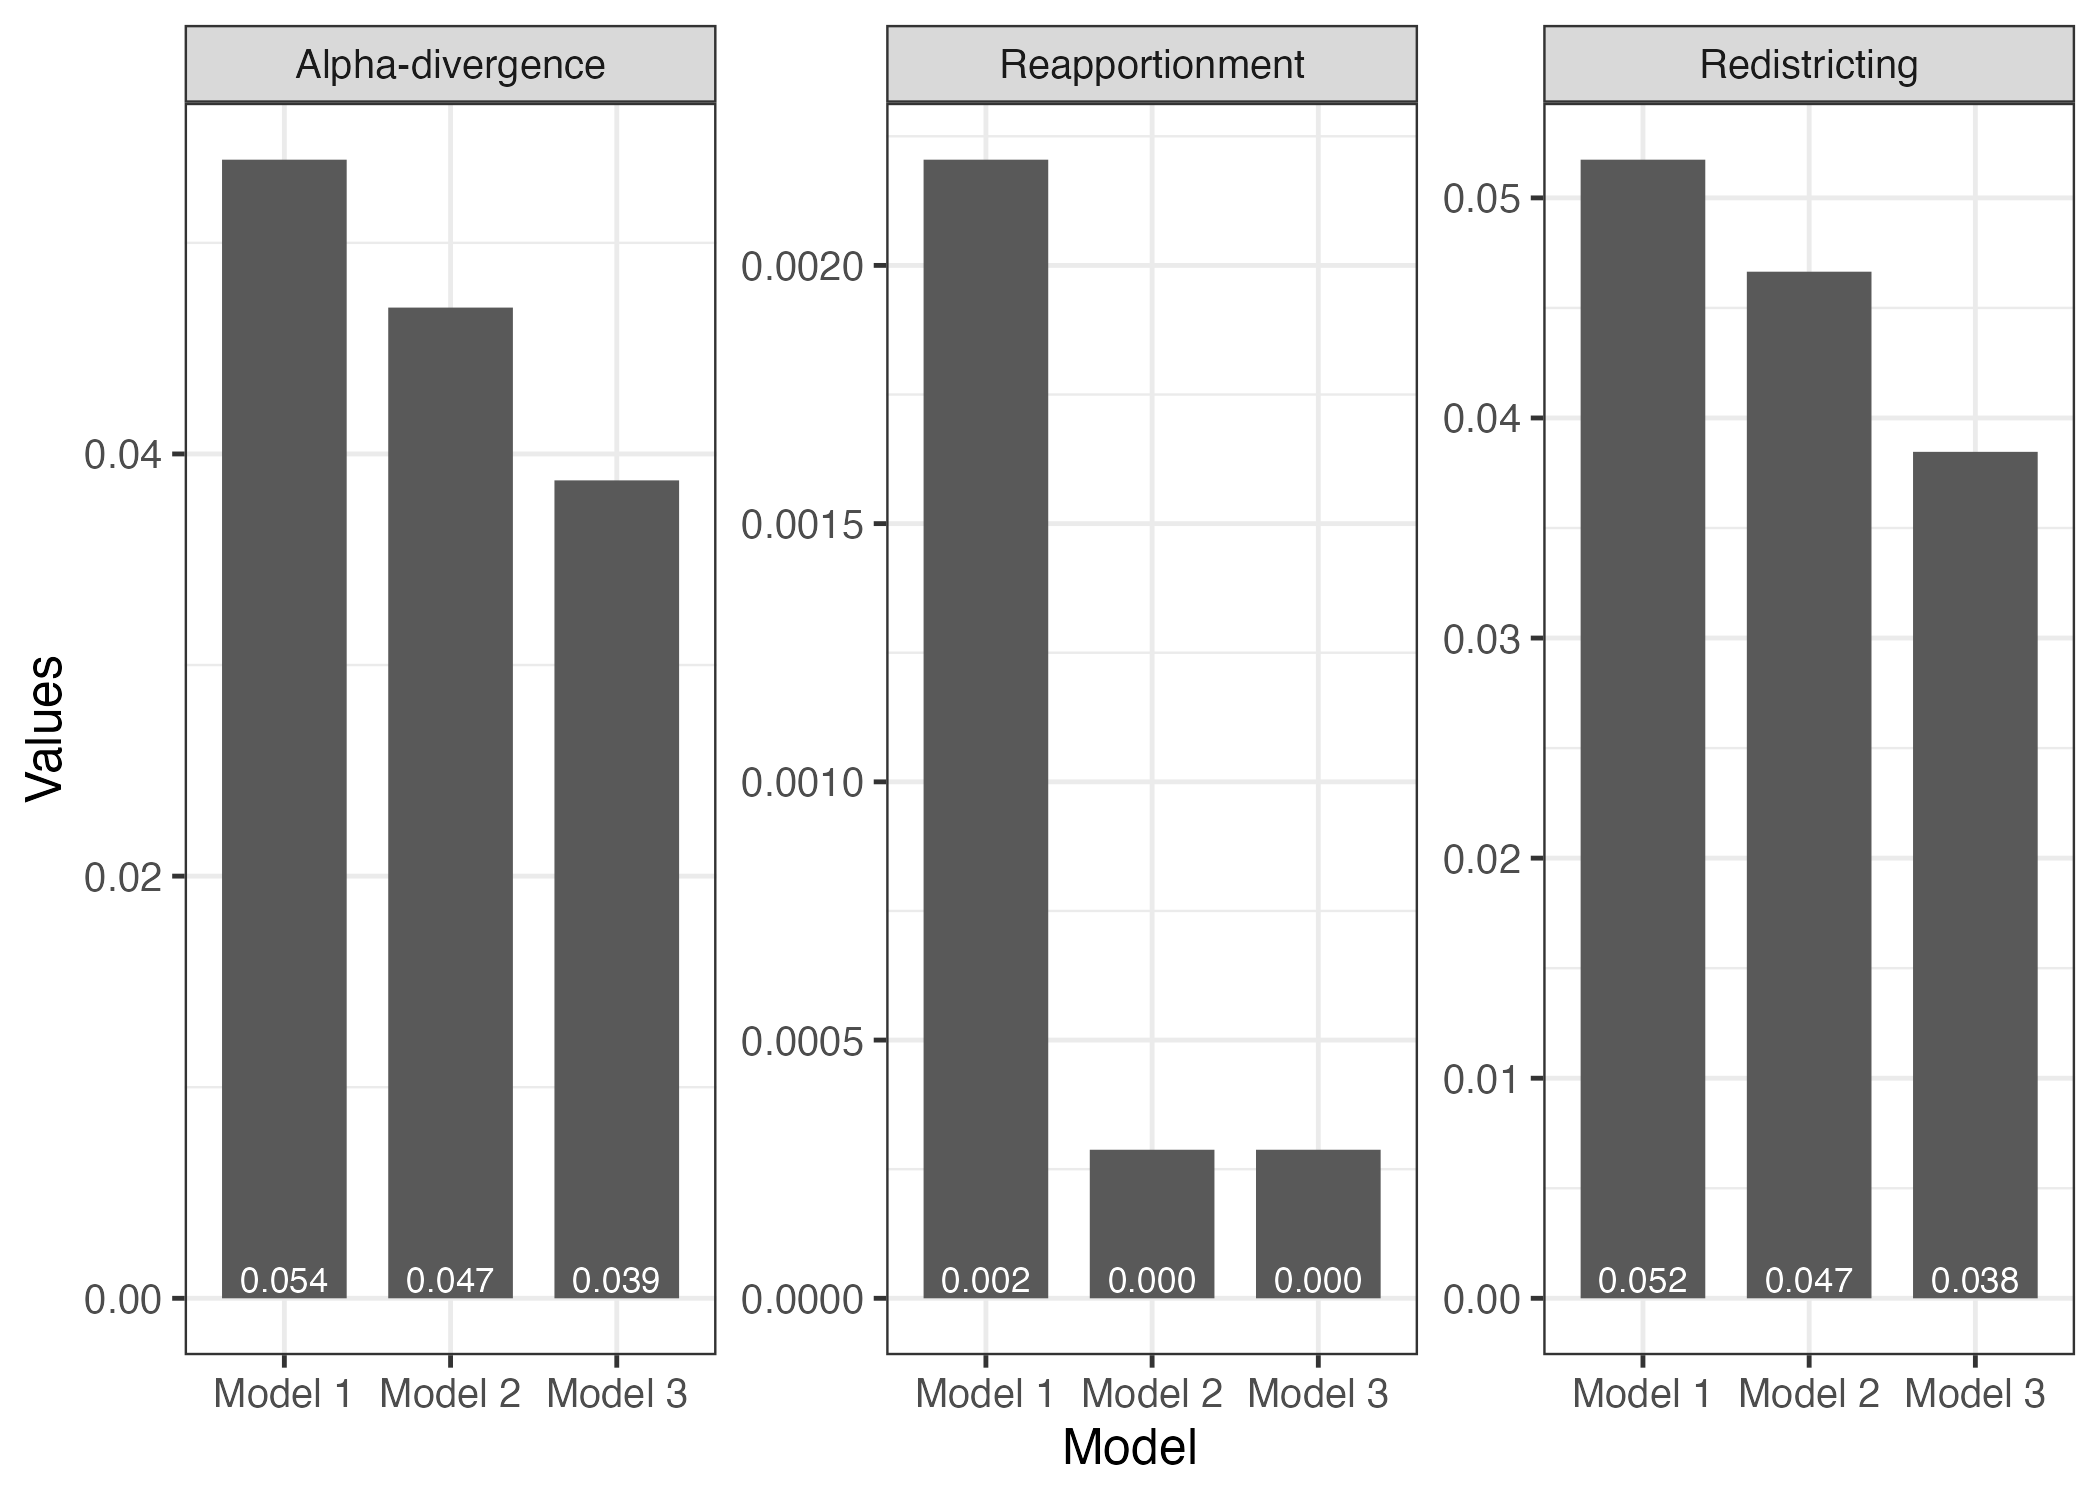 Alpha-divergence
Reapportionment
Redistricting
Values
0.04
0.02
0.00
0.054
0.047
0.039
Model 1
Model 2
Model 3
0.0020
0.0015
0.0010
0.0005
0.0000
0.002
0.000
0.000
Model 1
Model 2
Model 3
0.05
0.04
0.03
0.02
0.01
0.00
0.052
0.047
0.038
Model 1
Model 2
Model 3
Model